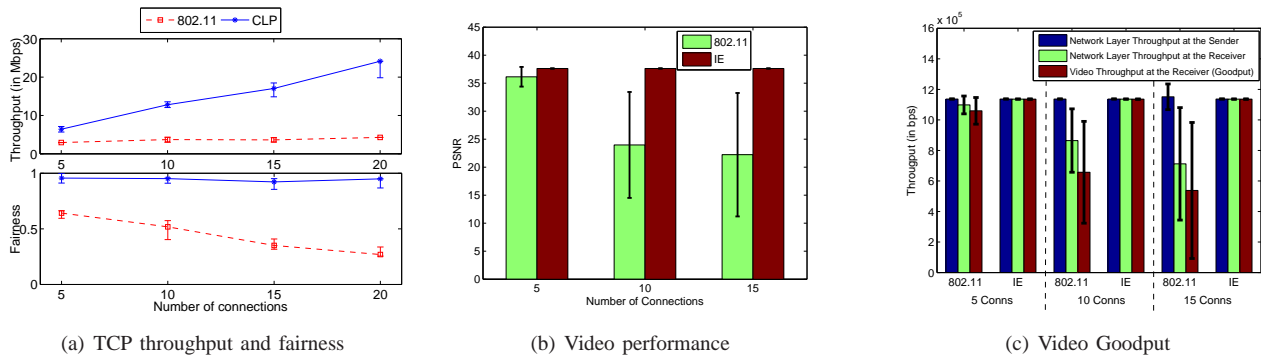 802.11
CLP
Throughput (in Mbps)
30
20
10
0
5
10
15
20
Fairness
1
0.5
0
5
10
15
20
Number of connections
(a) TCP throughput and fairness
802.11
IE
PSNR
45
40
35
30
25
20
15
10
5
0
5
10
15
Number of Connections
(b) Video performance
x 10^5
Network Layer Throughput at the Sender
Network Layer Throughput at the Receiver
Video Throughput at the Receiver (Goodput)
Througput (in bps)
16
14
12
10
8
6
4
2
0
802.11
IE
802.11
IE
802.11
IE
5 Conns
10 Conns
15 Conns
(c) Video Goodput